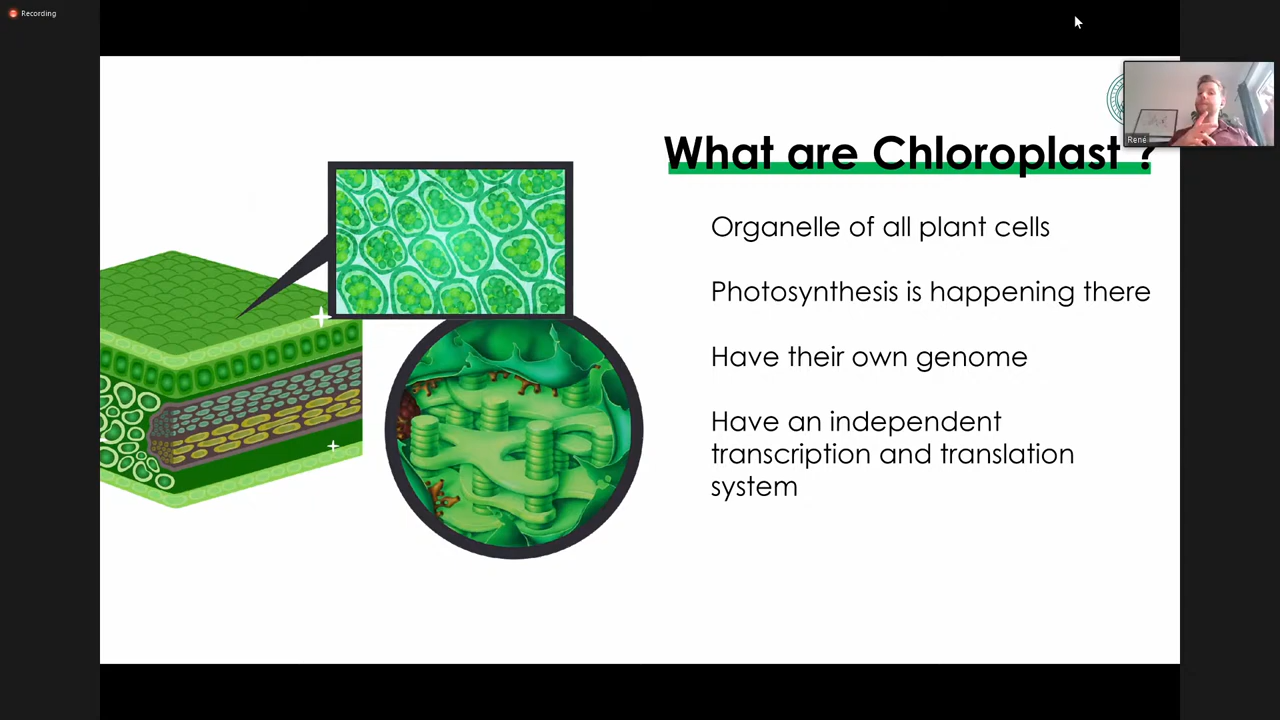 Recording
René
What are Chloroplast ?
Organelle of all plant cells
Photosynthesis is happening there
Have their own genome
Have an independent
transcription and translation
system